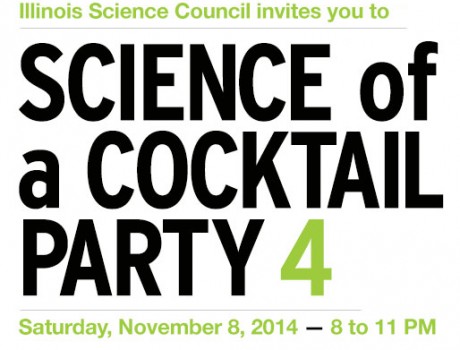 Illinois Science Council invites you to
SCIENCE of
a COCKTAIL
PARTY 4
Saturday, November 8, 2014 — 8 to 11 PM